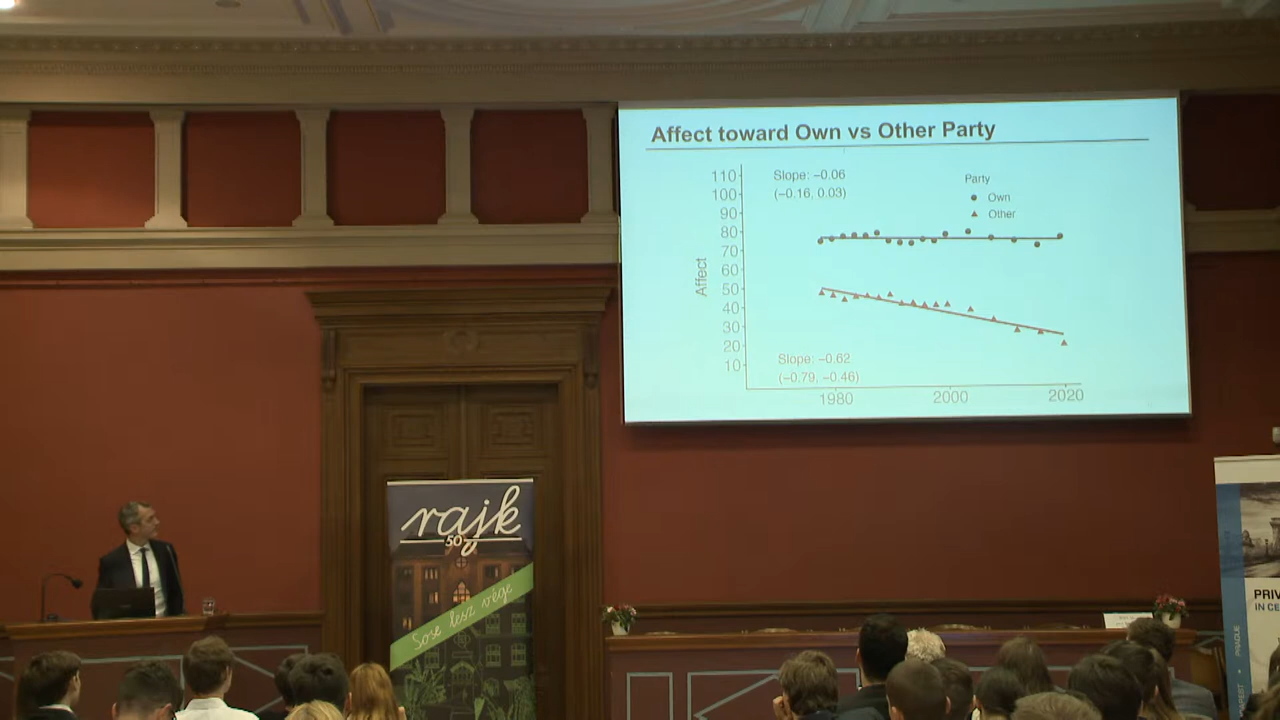 Affect toward Own vs Other Party
Slope: –0.06
(–0.16, 0.03)
Party
Own
Other
110
100
90
80
70
60
50
40
30
20
10
Affect
Slope: –0.62
(–0.79, –0.46)
1980
2000
2020
rajk
50
Sose lesz vége
PRIV
IN CE
PRAGUE